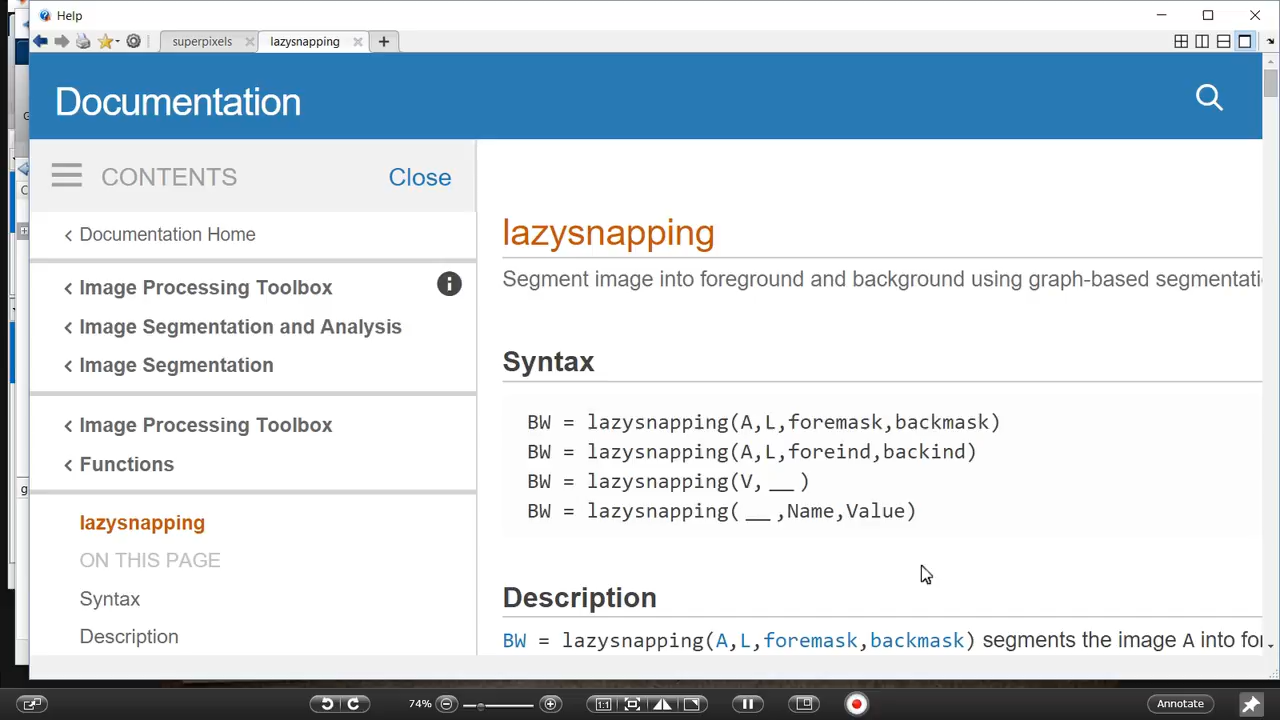 Help
superpixels
lazysnapping
Documentation
CONTENTS
Close
Documentation Home
Image Processing Toolbox
Image Segmentation and Analysis
Image Segmentation
Image Processing Toolbox
Functions
lazysnapping
ON THIS PAGE
Syntax
Description
lazysnapping
Segment image into foreground and background using graph-based segmentati
Syntax
BW = lazysnapping(A,L,foremask,backmask)
BW = lazysnapping(A,L,foreind,backind)
BW = lazysnapping(V, __ )
BW = lazysnapping( __ ,Name,Value)
Description
BW = lazysnapping(A,L,foremask,backmask) segments the image A into for
74%
1:1
Annotate